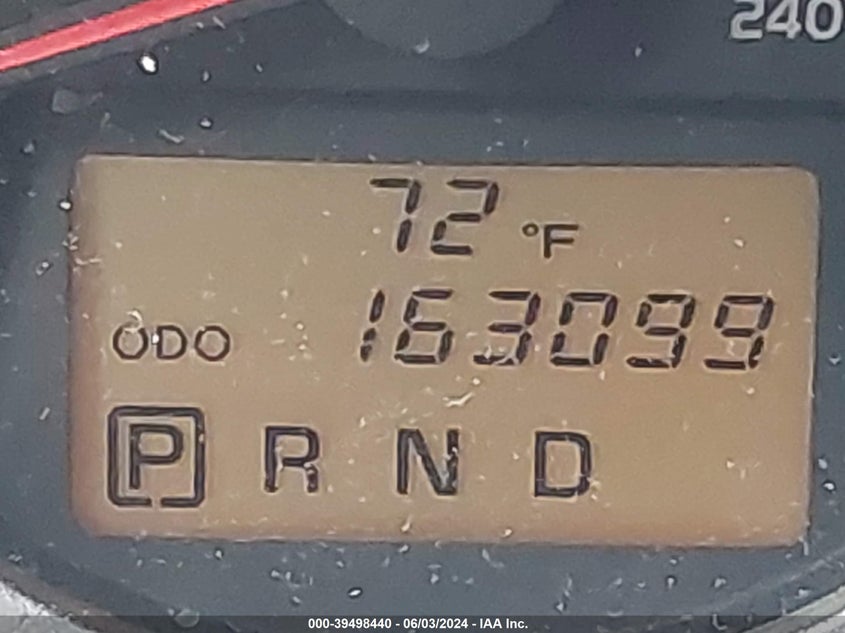 240
72 °F
ODO 163099
P R N D
000-39498440 - 06/03/2024 - IAA Inc.